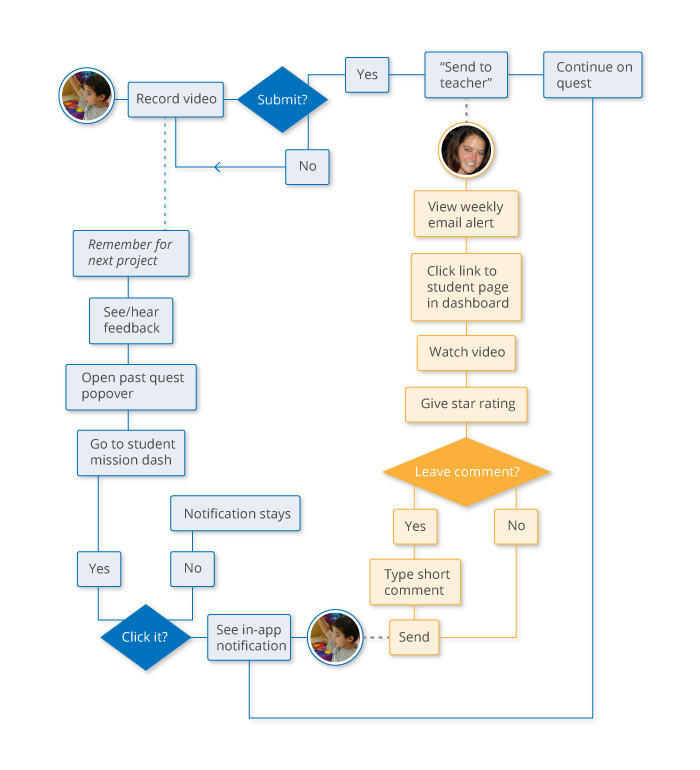 Record video
Submit?
Yes
“Send to
teacher”
Continue on
quest
No
View weekly
email alert
Remember for
next project
Click link to
student page
in dashboard
See/hear
feedback
Watch video
Open past quest
popover
Give star rating
Go to student
mission dash
Leave comment?
Notification stays
Yes
No
Yes
No
Type short
comment
Click it?
See in-app
notification
Send